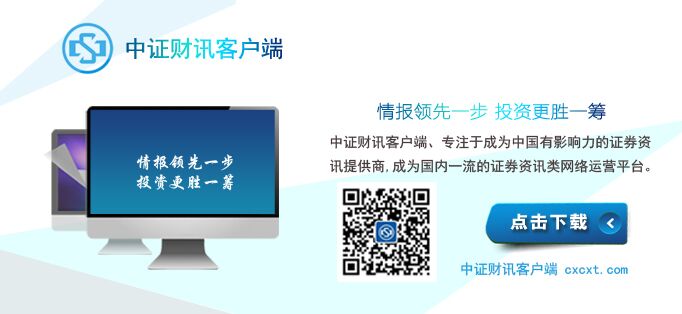 中证财讯客户端
情报领先一步 投资更胜一筹
情报领先一步
投资更胜一筹
中证财讯客户端、专注于成为中国有影响力的证券资
讯提供商,成为国内一流的证券资讯类网络运营平台。
点击下载
中证财讯客户端 cxcxt.com